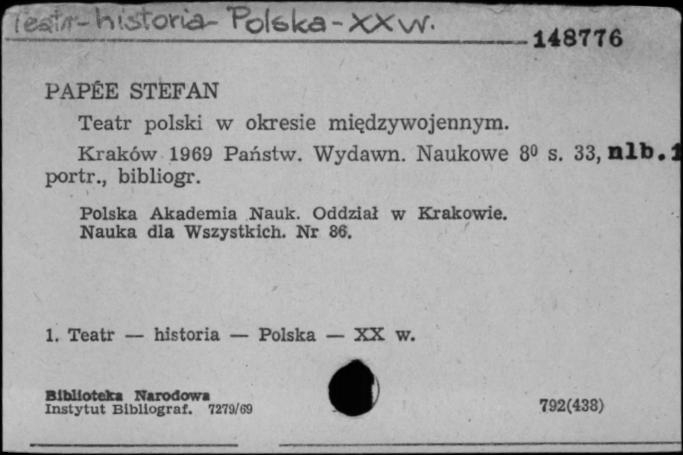 Teatr-historia-Polska-XX w.
148776
PAPÉE STEFAN
Teatr polski w okresie międzywojennym.
Kraków 1969 Państw. Wydawn. Naukowe 8⁰ s. 33, nlb. 1
portr., bibliogr.
Polska Akademia Nauk. Oddział w Krakowie.
Nauka dla Wszystkich. Nr 86.
1. Teatr — historia — Polska — XX w.
Biblioteka Narodowa
Instytut Bibliograf. 7279/69
792(438)